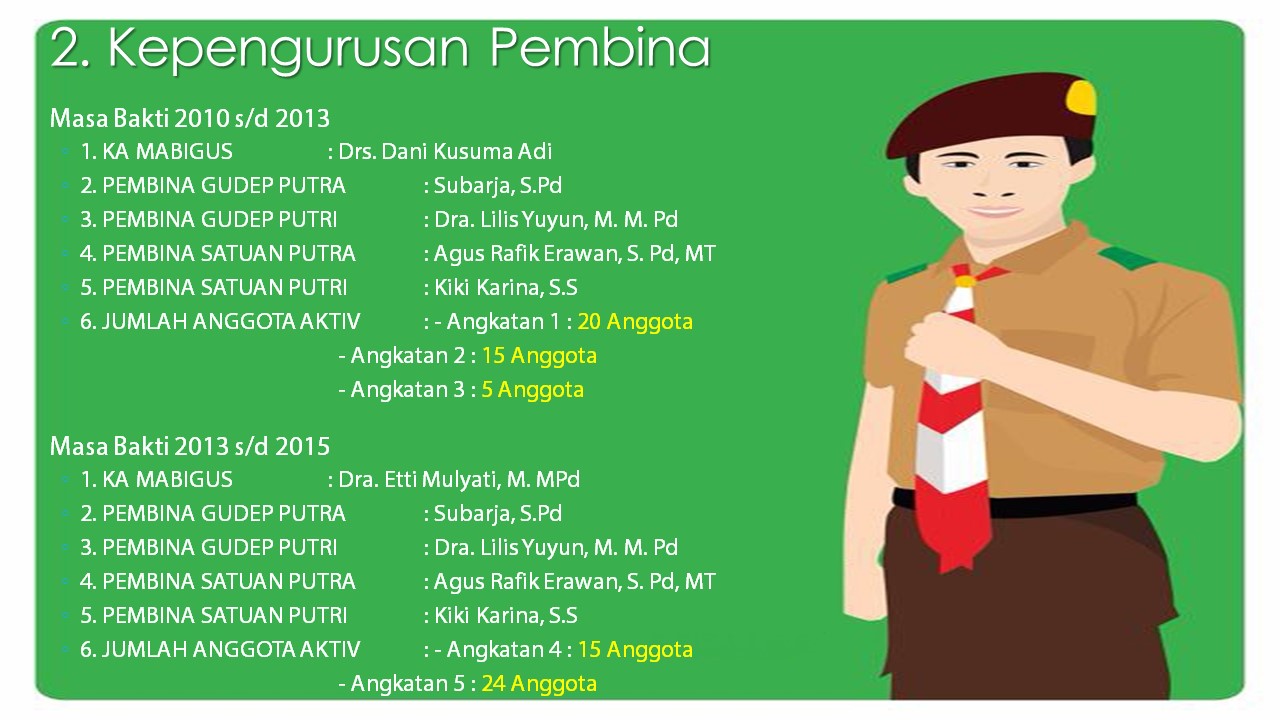 2. Kepengurusan Pembina
Masa Bakti 2010 s/d 2013
1. KA MABIGUS : Drs. Dani Kusuma Adi
2. PEMBINA GUDEP PUTRA : Subarja, S.Pd
3. PEMBINA GUDEP PUTRI : Dra. Lilis Yuyun, M. M. Pd
4. PEMBINA SATUAN PUTRA : Agus Rafik Erawan, S. Pd, MT
5. PEMBINA SATUAN PUTRI : Kiki Karina, S.S
6. JUMLAH ANGGOTA AKTIV : - Angkatan 1 : 20 Anggota
- Angkatan 2 : 15 Anggota
- Angkatan 3 : 5 Anggota
Masa Bakti 2013 s/d 2015
1. KA MABIGUS : Dra. Etti Mulyati, M. MPd
2. PEMBINA GUDEP PUTRA : Subarja, S.Pd
3. PEMBINA GUDEP PUTRI : Dra. Lilis Yuyun, M. M. Pd
4. PEMBINA SATUAN PUTRA : Agus Rafik Erawan, S. Pd, MT
5. PEMBINA SATUAN PUTRI : Kiki Karina, S.S
6. JUMLAH ANGGOTA AKTIV : - Angkatan 4 : 15 Anggota
- Angkatan 5 : 24 Anggota